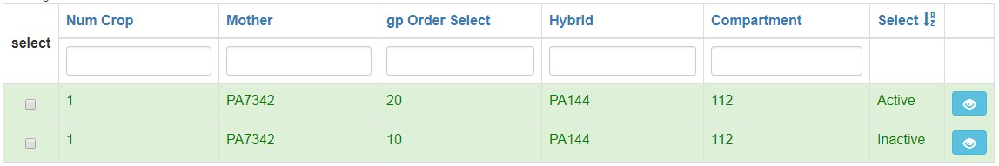 select
Num Crop Mother gp Order Select Hybrid Compartment Select
1 PA7342 20 PA144 112 Active
1 PA7342 10 PA144 112 Inactive